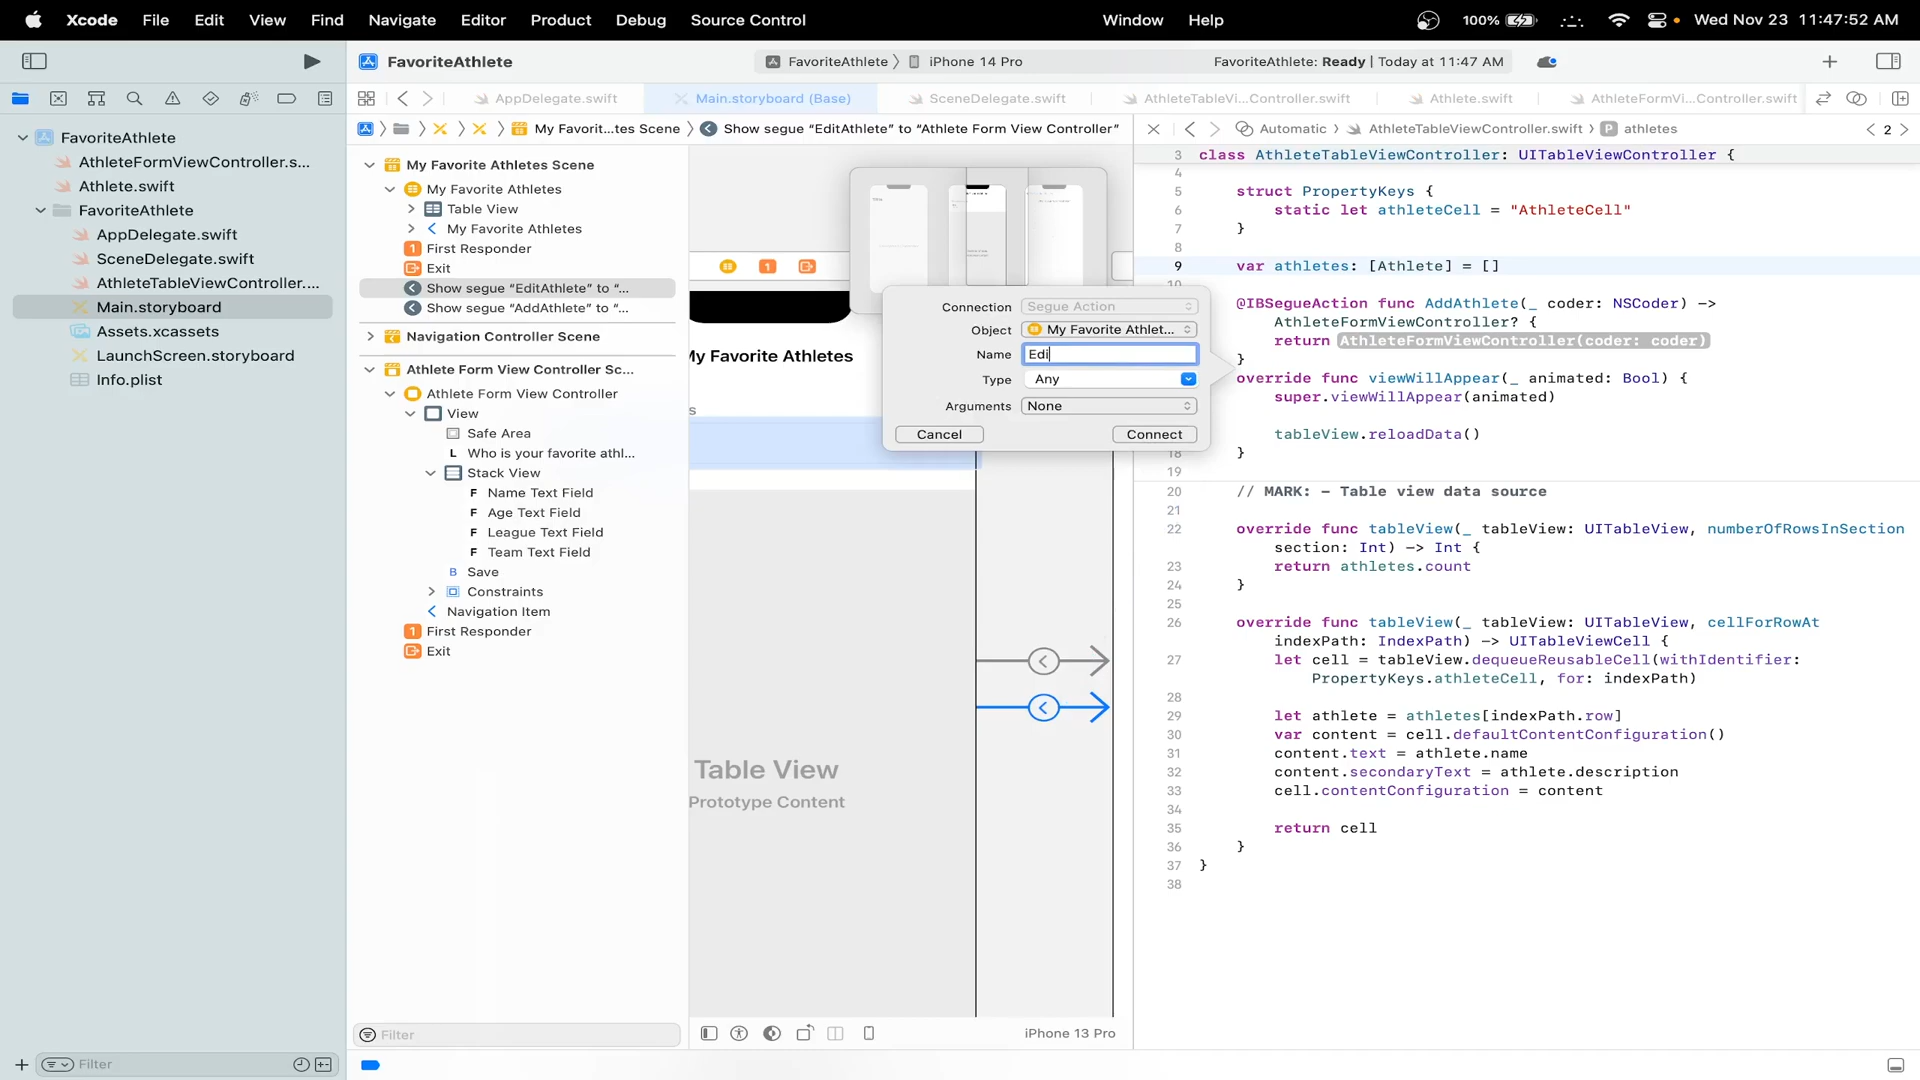 Xcode File Edit View Find Navigate Editor Product Debug Source Control Window Help 100% Wed Nov 23 11:47:52 AM
FavoriteAthlete FavoriteAthlete iPhone 14 Pro FavoriteAthlete: Ready | Today at 11:47 AM
AppDelegate.swift Main.storyboard (Base) SceneDelegate.swift AthleteTableVi...Controller.swift Athlete.swift AthleteFormVi...Controller.swift
My Favorit...tes Scene Show segue “EditAthlete” to “Athlete Form View Controller” Automatic AthleteTableViewController.swift P athletes 2
FavoriteAthlete
AthleteFormViewController.s...
Athlete.swift
FavoriteAthlete
AppDelegate.swift
SceneDelegate.swift
AthleteTableViewController....
Main.storyboard
Assets.xcassets
LaunchScreen.storyboard
Info.plist
Filter
My Favorite Athletes Scene
My Favorite Athletes
Table View
My Favorite Athletes
1 First Responder
Exit
Show segue “EditAthlete” to “...
Show segue “AddAthlete” to “...
Navigation Controller Scene
Athlete Form View Controller Sc...
Athlete Form View Controller
View
Safe Area
L Who is your favorite athl...
Stack View
F Name Text Field
F Age Text Field
F League Text Field
F Team Text Field
B Save
Constraints
Navigation Item
1 First Responder
Exit
Filter
1
My Favorite Athletes
s
Table View
Prototype Content
iPhone 13 Pro
Connection Segue Action
Object My Favorite Athlet...
Name Edi
Type Any
Arguments None
Cancel Connect
3 class AthleteTableViewController: UITableViewController {
4
5 struct PropertyKeys {
6 static let athleteCell = "AthleteCell"
7 }
8
9 var athletes: [Athlete] = []
10
@IBSegueAction func AddAthlete(_ coder: NSCoder) ->
AthleteFormViewController? {
return AthleteFormViewController(coder: coder)
}
override func viewWillAppear(_ animated: Bool) {
super.viewWillAppear(animated)
tableView.reloadData()
18 }
19
20 // MARK: - Table view data source
21
22 override func tableView(_ tableView: UITableView, numberOfRowsInSection
section: Int) -> Int {
23 return athletes.count
24 }
25
26 override func tableView(_ tableView: UITableView, cellForRowAt
indexPath: IndexPath) -> UITableViewCell {
27 let cell = tableView.dequeueReusableCell(withIdentifier:
PropertyKeys.athleteCell, for: indexPath)
28
29 let athlete = athletes[indexPath.row]
30 var content = cell.defaultContentConfiguration()
31 content.text = athlete.name
32 content.secondaryText = athlete.description
33 cell.contentConfiguration = content
34
35 return cell
36 }
37 }
38